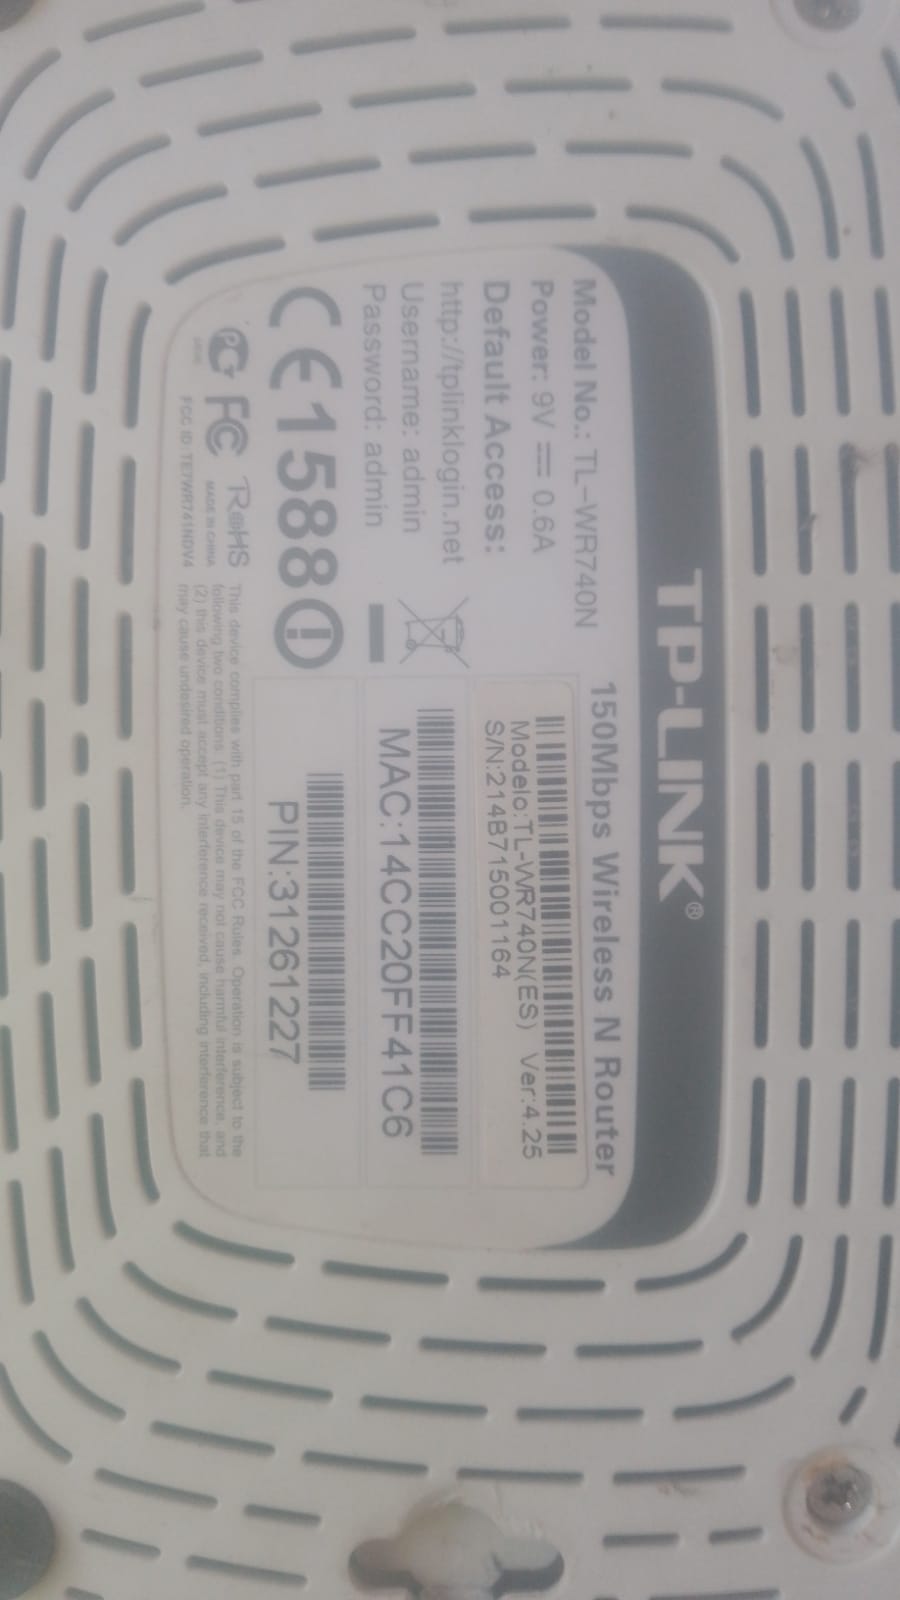 TP-LINK®
150Mbps Wireless N Router
Model No.: TL-WR740N
Power: 9V ⎓ 0.6A
Default Access:
http://tplinklogin.net
Username: admin
Password: admin
Modelo:TL-WR740N(ES) Ver:4.25
S/N:214B715001164
MAC:14CC20FF41C6
PIN:31261227
CE1588
FC RoHS
MADE IN CHINA
FCC ID: TE7WR741NDV4
This device complies with part 15 of the FCC Rules. Operation is subject to the
following two conditions: (1) This device may not cause harmful interference, and
(2) this device must accept any interference received, including interference that
may cause undesired operation.